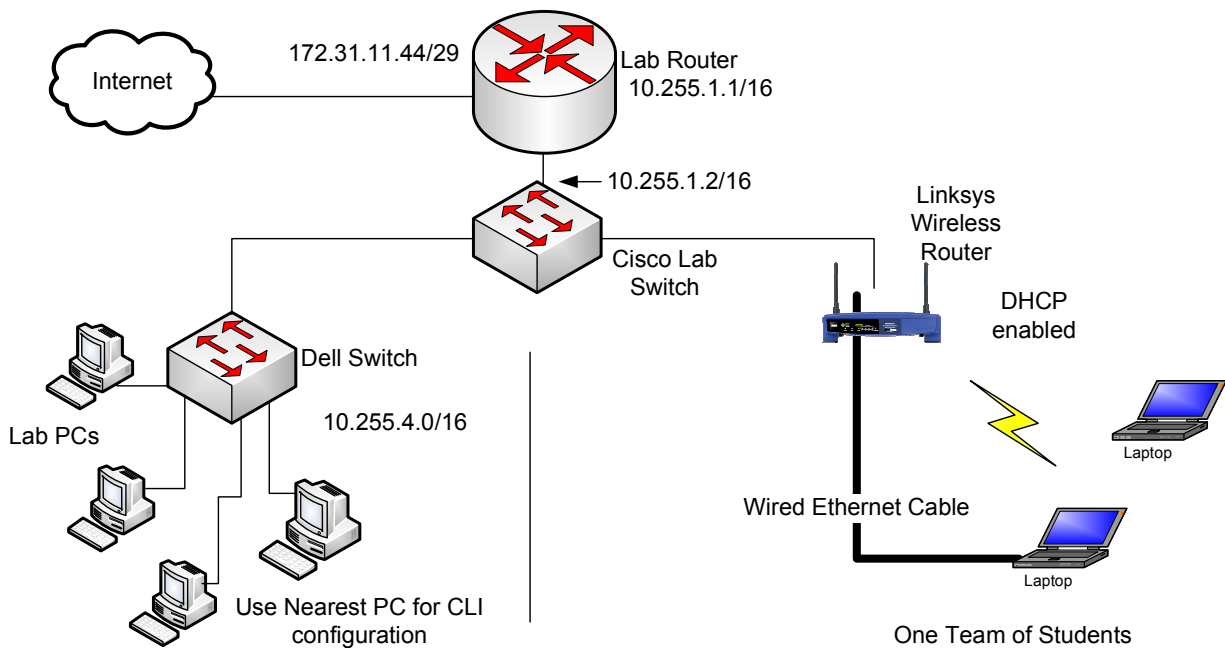 Internet
172.31.11.44/29
Lab Router
10.255.1.1/16
10.255.1.2/16
Cisco Lab
Switch
Linksys
Wireless
Router
DHCP
enabled
Dell Switch
10.255.4.0/16
Lab PCs
Use Nearest PC for CLI
configuration
Laptop
Wired Ethernet Cable
Laptop
One Team of Students